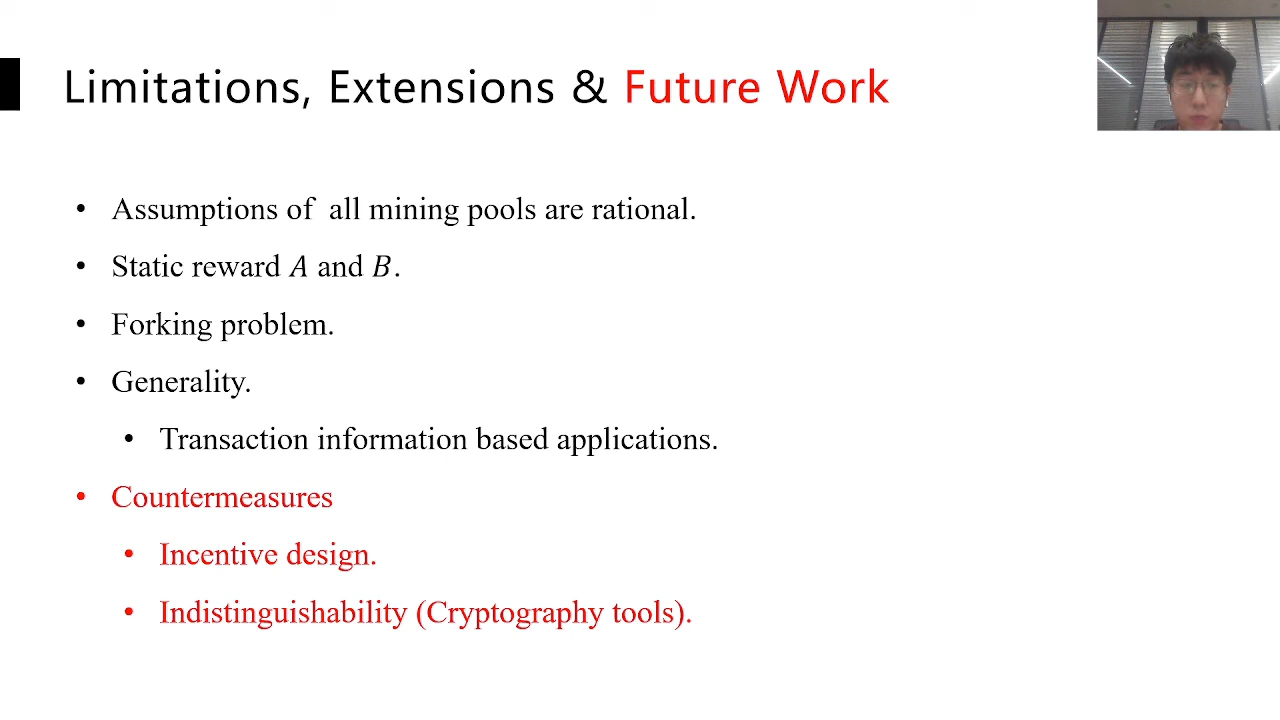 Limitations, Extensions & Future Work
• Assumptions of all mining pools are rational.
• Static reward A and B.
• Forking problem.
• Generality.
• Transaction information based applications.
• Countermeasures
• Incentive design.
• Indistinguishability (Cryptography tools).